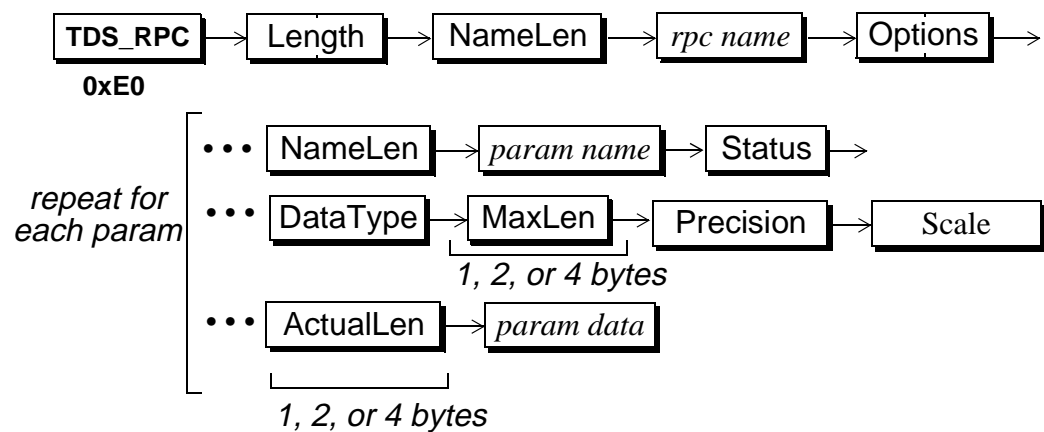 TDS_RPC Length NameLen rpc name Options
0xE0
••• NameLen param name Status
repeat for
each param
••• DataType MaxLen Precision Scale
1, 2, or 4 bytes
••• ActualLen param data
1, 2, or 4 bytes